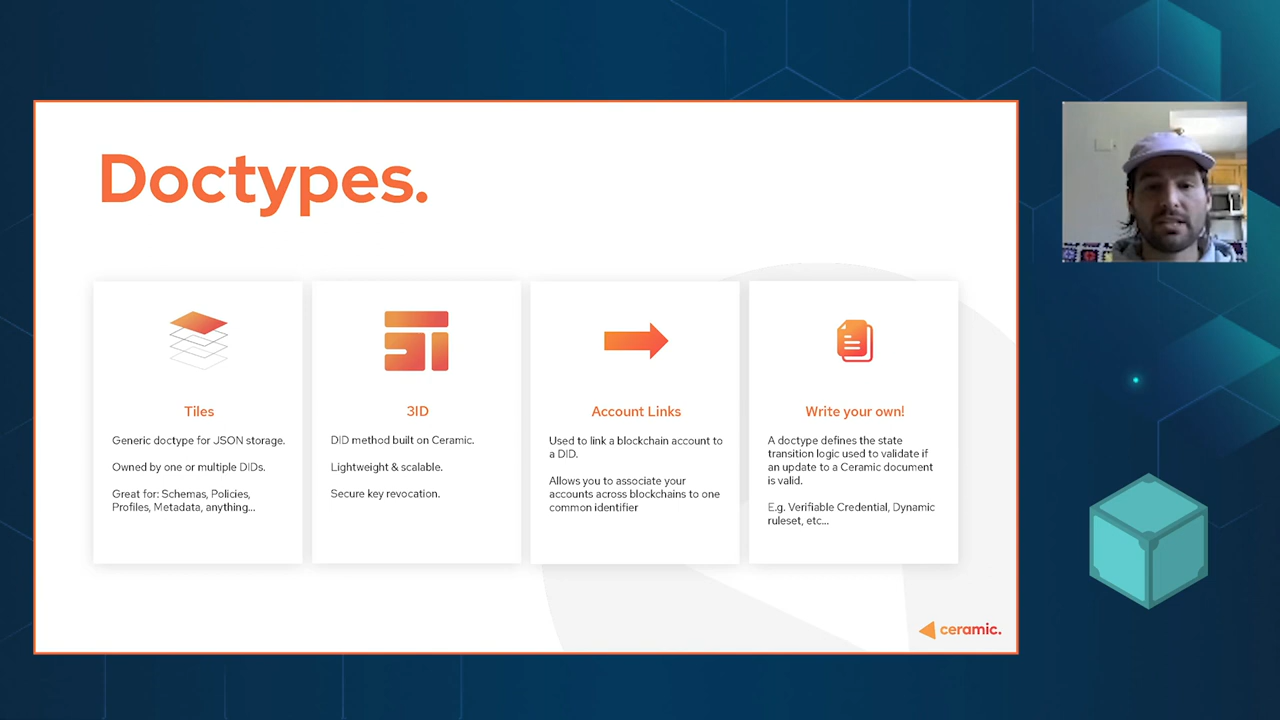 Doctypes.
Tiles
Generic doctype for JSON storage.
Owned by one or multiple DIDs.
Great for: Schemas, Policies,
Profiles, Metadata, anything...
3ID
DID method built on Ceramic.
Lightweight & scalable.
Secure key revocation.
Account Links
Used to link a blockchain account to
a DID.
Allows you to associate your
accounts across blockchains to one
common identifier
Write your own!
A doctype defines the state
transition logic used to validate if
an update to a Ceramic document
is valid.
E.g. Verifiable Credential, Dynamic
ruleset, etc...
ceramic.